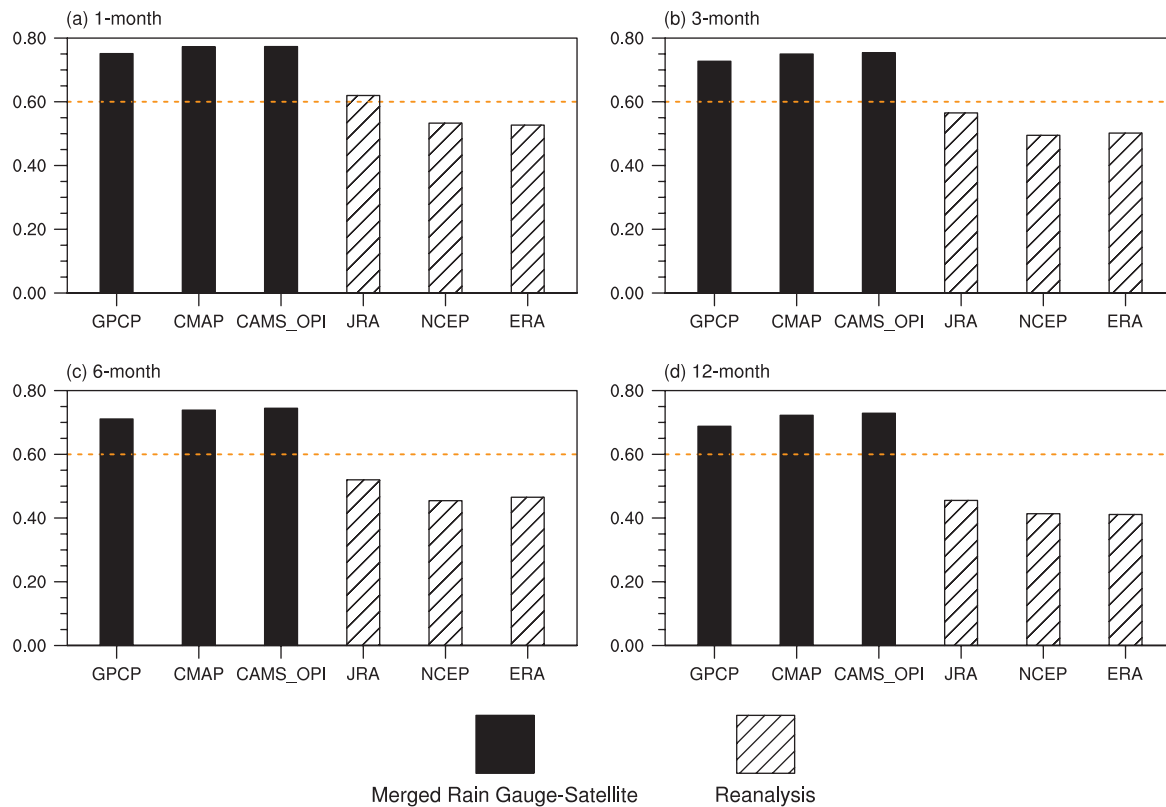 (a) 1-month
0.80
0.60
0.40
0.20
0.00
GPCP CMAP CAMS_OPI JRA NCEP ERA
(b) 3-month
0.80
0.60
0.40
0.20
0.00
GPCP CMAP CAMS_OPI JRA NCEP ERA
(c) 6-month
0.80
0.60
0.40
0.20
0.00
GPCP CMAP CAMS_OPI JRA NCEP ERA
(d) 12-month
0.80
0.60
0.40
0.20
0.00
GPCP CMAP CAMS_OPI JRA NCEP ERA
Merged Rain Gauge-Satellite
Reanalysis